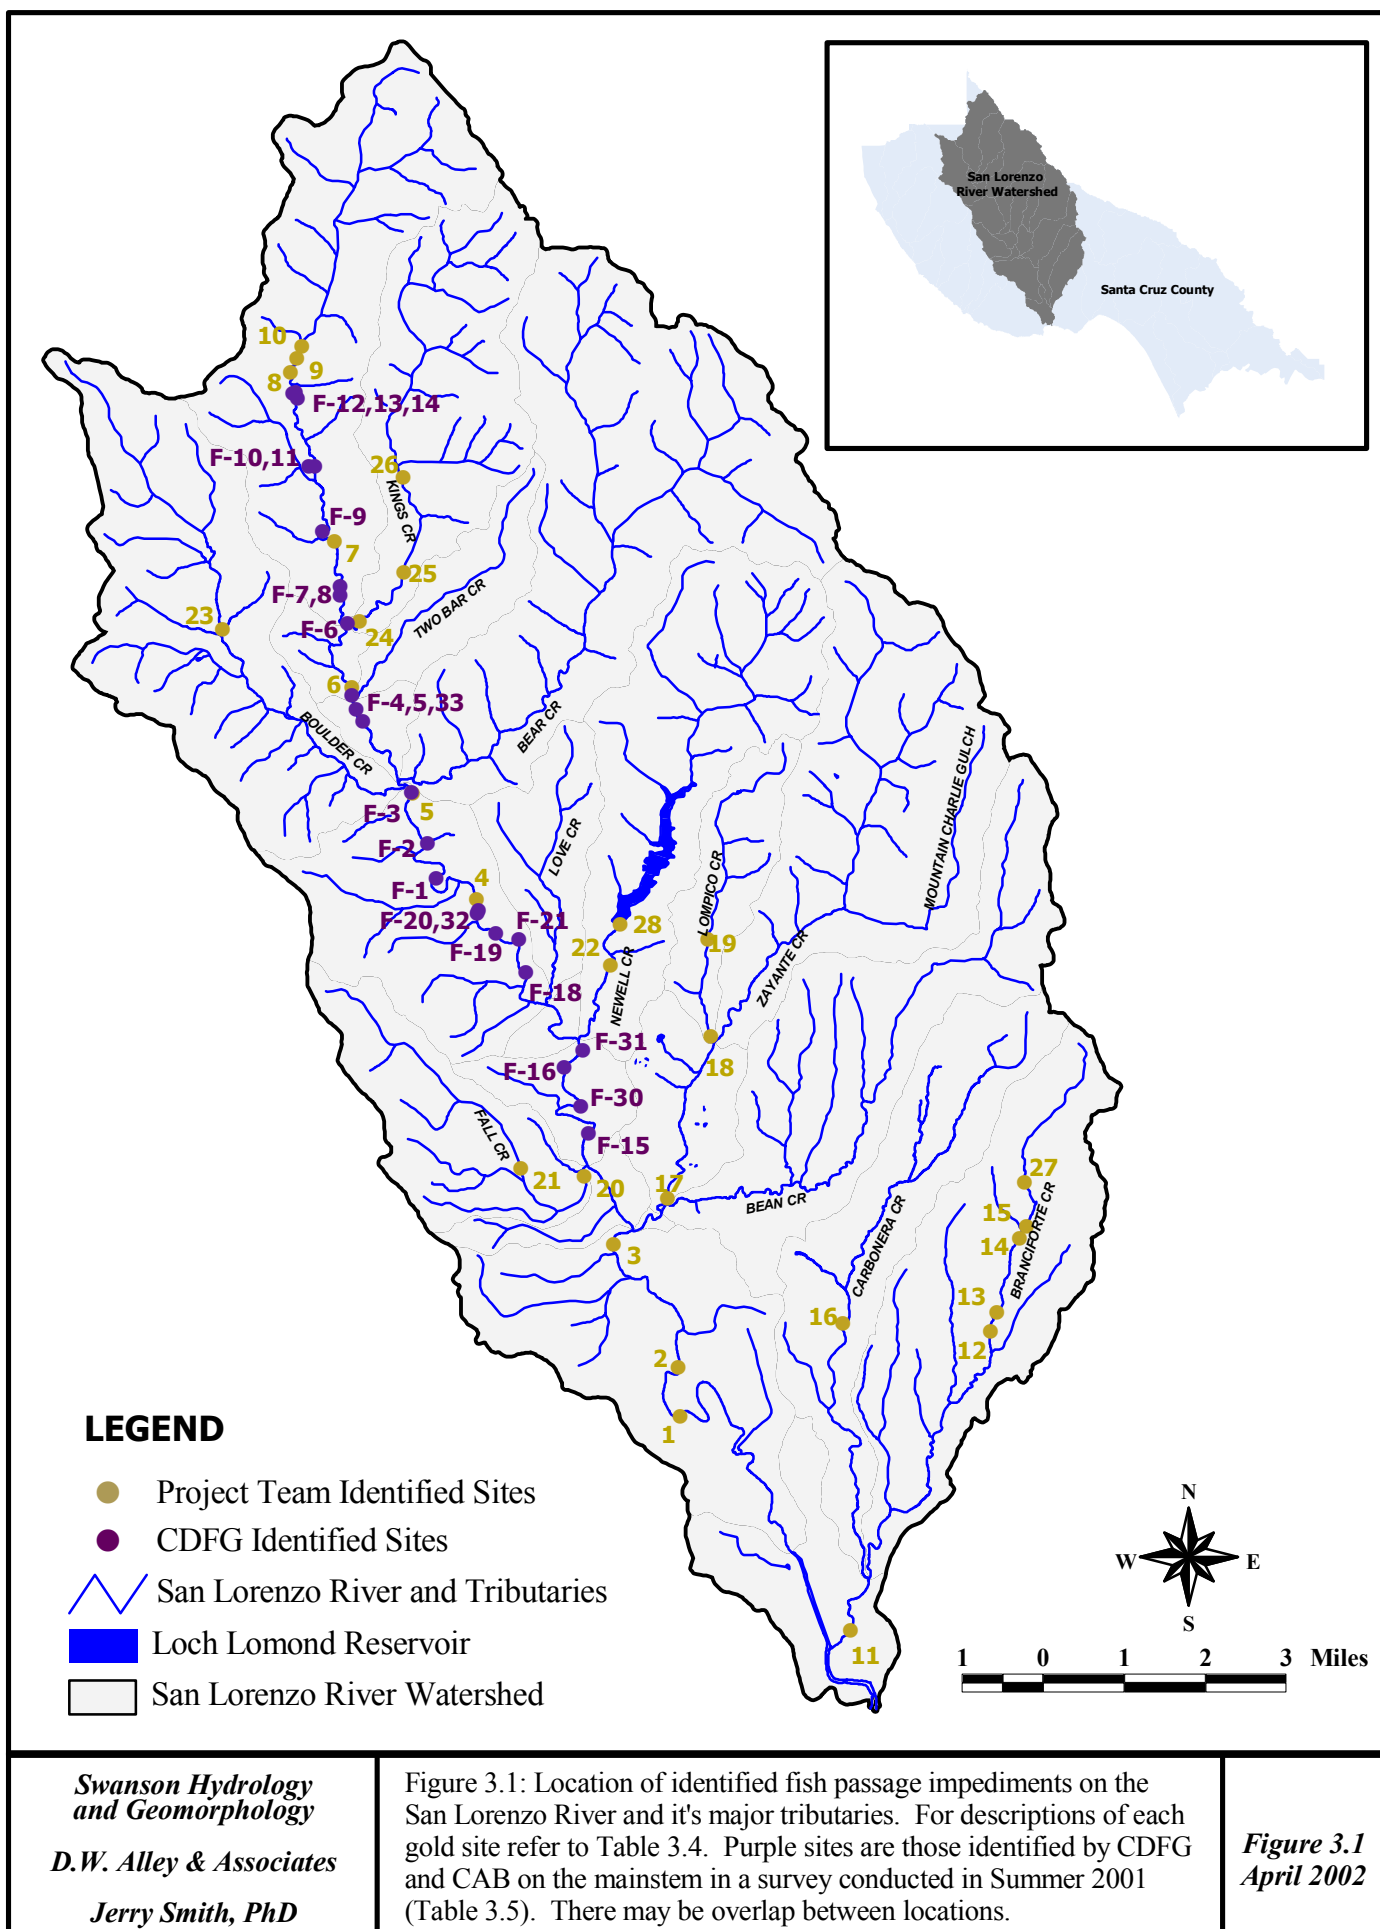 San Lorenzo
River Watershed
Santa Cruz County
10
9
8
F-12,13,14
F-10,11
26
KINGS CR
F-9
7
25
F-7,8
TWO BAR CR
23
F-6
24
6
F-4,5,33
BOULDER CR
BEAR CR
MOUNTAIN CHARLIE GULCH
F-3
5
F-2
LOVE CR
LOMPICO CR
F-1
4
F-20,32
F-21
28
19
F-19
22
NEWELL CR
ZAYANTE CR
F-18
F-31
F-16
18
F-30
FALL CR
F-15
21
20
17
BEAN CR
27
CARBONERA CR
BRANCIFORTE CR
15
14
3
13
16
12
2
1
11
LEGEND
Project Team Identified Sites
CDFG Identified Sites
San Lorenzo River and Tributaries
Loch Lomond Reservoir
San Lorenzo River Watershed
N
W
E
S
1 0 1 2 3 Miles
Swanson Hydrology
and Geomorphology
D.W. Alley & Associates
Jerry Smith, PhD
Figure 3.1: Location of identified fish passage impediments on the
San Lorenzo River and it's major tributaries. For descriptions of each
gold site refer to Table 3.4. Purple sites are those identified by CDFG
and CAB on the mainstem in a survey conducted in Summer 2001
(Table 3.5). There may be overlap between locations.
Figure 3.1
April 2002